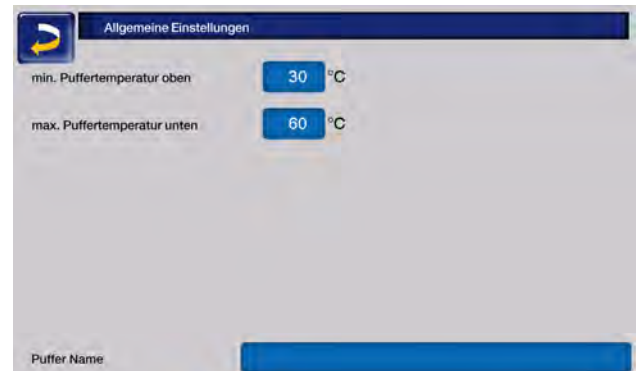 Allgemeine Einstellungen
min. Puffertemperatur oben 30 °C
max. Puffertemperatur unten 60 °C
Puffer Name